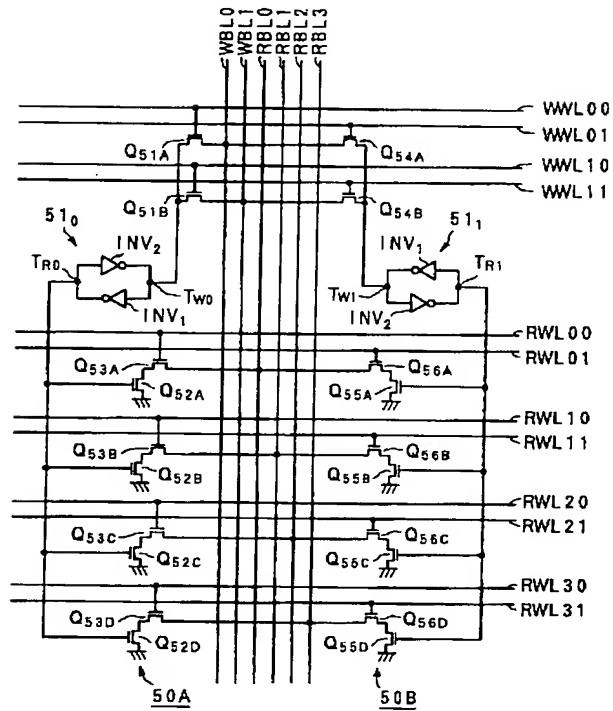 WBL0
WBL1
RBL0
RBL1
RBL2
RBL3
WWL00
WWL01
Q51A
Q54A
WWL10
WWL11
Q51B
Q54B
510
INV2
INV1
511
TR0
TW0
TW1
TR1
INV1
INV2
RWL00
RWL01
Q53A
Q56A
Q52A
Q55A
RWL10
RWL11
Q53B
Q56B
Q52B
Q55B
RWL20
RWL21
Q53C
Q56C
Q52C
Q55C
RWL30
RWL31
Q53D
Q56D
Q52D
Q55D
50A
50B